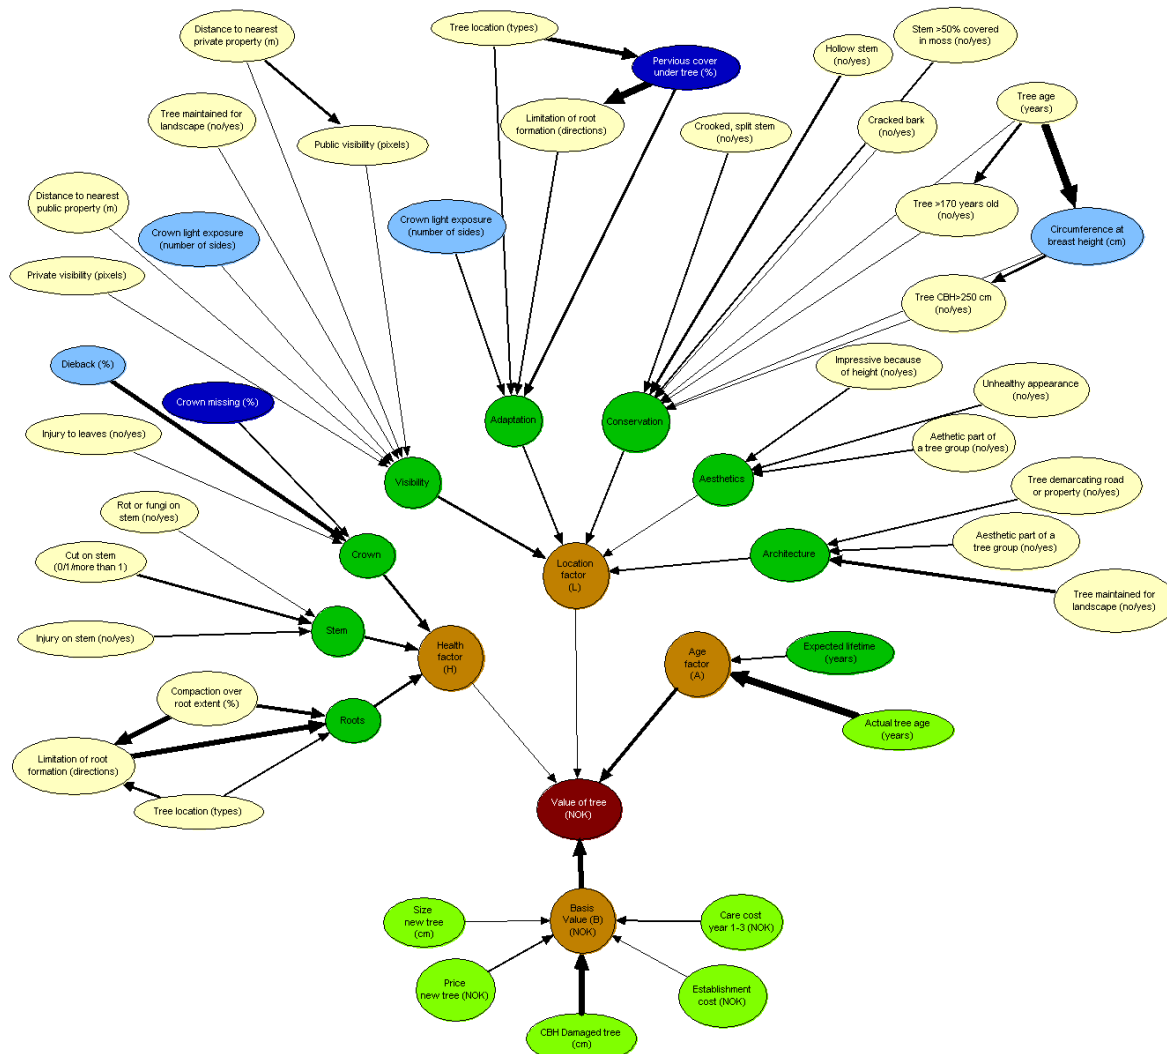 Distance to nearest
private property (m)
Tree location (types)
Pervious cover
under tree (%)
Hollow stem
(no/yes)
Stem >50% covered
in moss (no/yes)
Tree maintained for
landscape (no/yes)
Public visibility (pixels)
Limitation of root
formation (directions)
Crooked, split stem
(no/yes)
Cracked bark
(no/yes)
Tree age
(years)
Distance to nearest
public property (m)
Crown light exposure
(number of sides)
Crown light exposure
(number of sides)
Tree >170 years old
(no/yes)
Circumference at
breast height (cm)
Private visibility (pixels)
Tree CBH>250 cm
(no/yes)
Dieback (%)
Crown missing (%)
Impressive because
of height (no/yes)
Unhealthy appearance
(no/yes)
Injury to leaves (no/yes)
Adaptation
Conservation
Aethetic part of
a tree group (no/yes)
Visibility
Aesthetics
Tree demarcating road
or property (no/yes)
Rot or fungi on
stem (no/yes)
Crown
Architecture
Aesthetic part of a
tree group (no/yes)
Cut on stem
(0/1/more than 1)
Location
factor
(L)
Tree maintained for
landscape (no/yes)
Injury on stem (no/yes)
Stem
Health
factor
(H)
Age
factor
(A)
Expected lifetime
(years)
Compaction over
root extent (%)
Roots
Actual tree age
(years)
Limitation of root
formation (directions)
Tree location (types)
Value of tree
(NOK)
Size
new tree
(cm)
Basis
Value (B)
(NOK)
Care cost
year 1-3 (NOK)
Price
new tree (NOK)
Establishment
cost (NOK)
CBH Damaged tree
(cm)